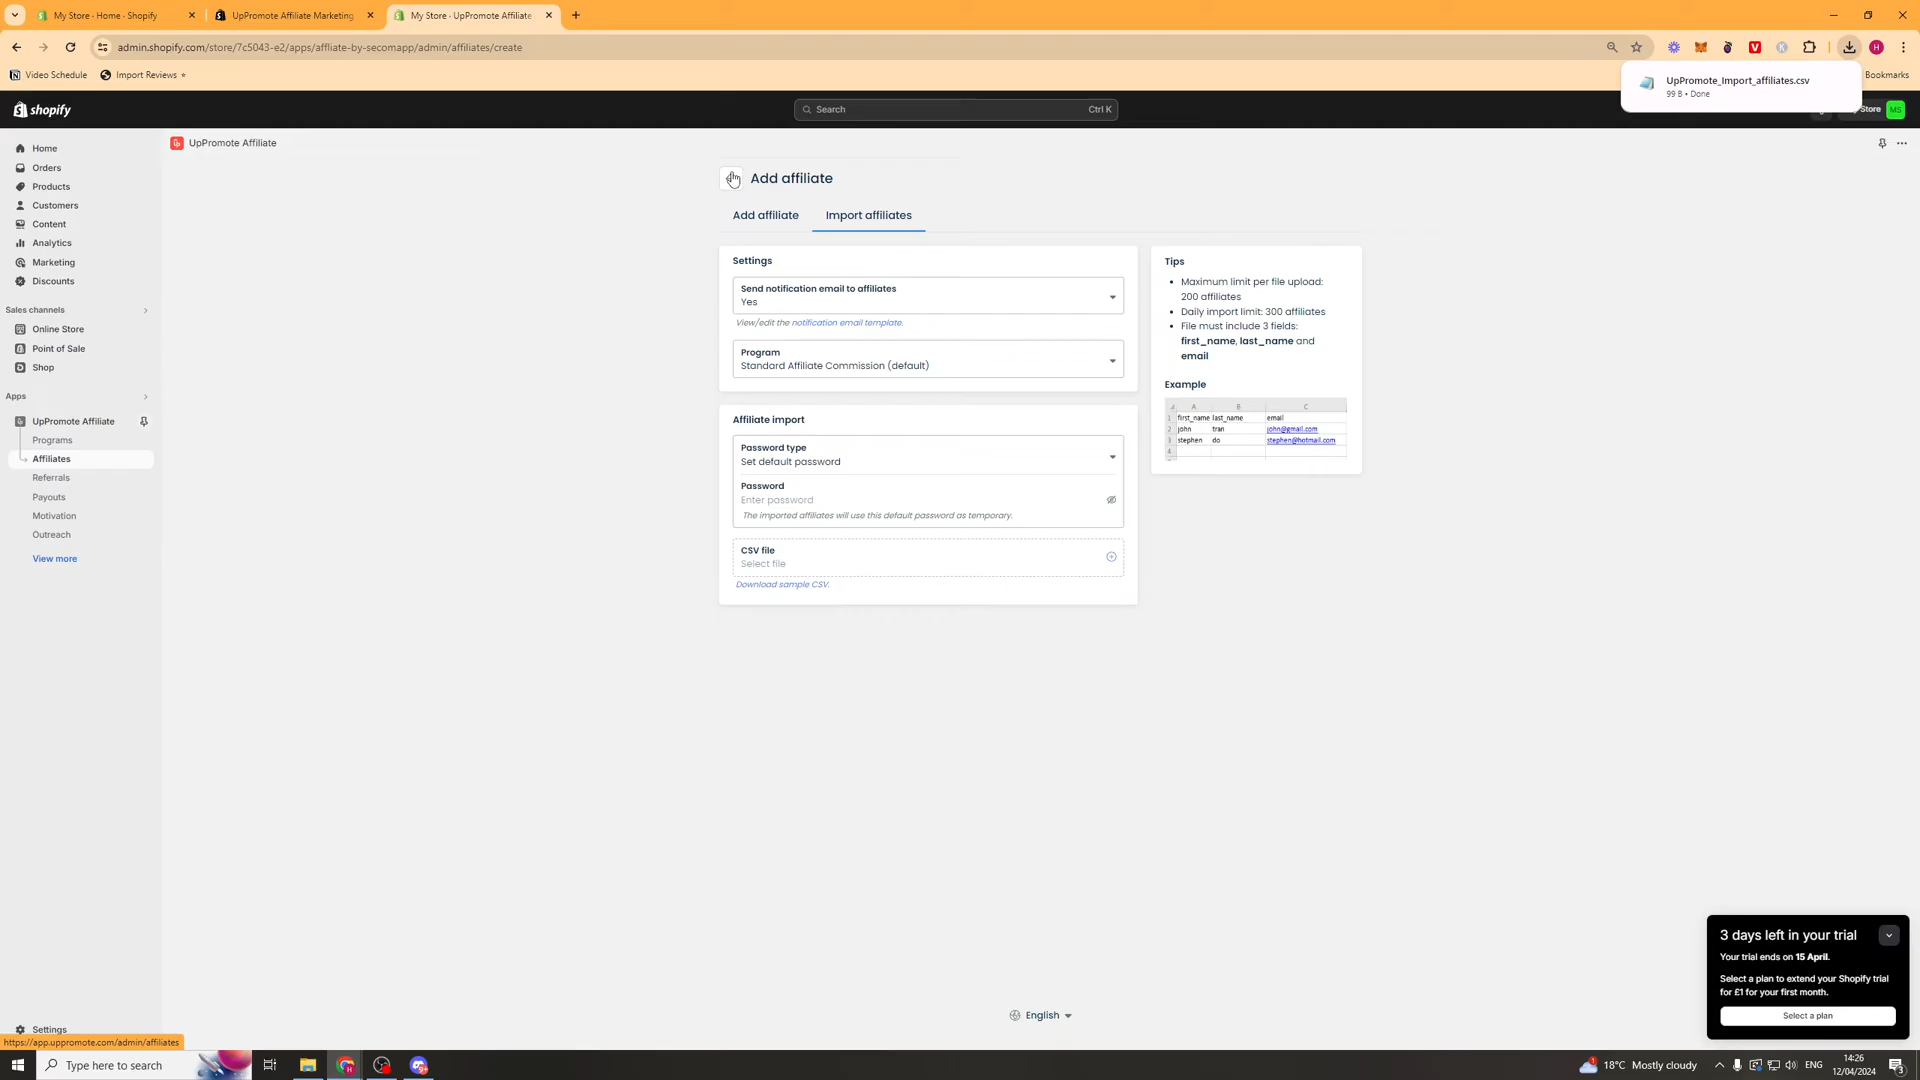 My Store - Home - Shopify
UpPromote Affiliate Marketing
My Store · UpPromote Affiliate
admin.shopify.com/store/7c5043-e2/apps/affliate-by-secomapp/admin/affiliates/create
Video Schedule
Import Reviews
Bookmarks
UpPromote_Import_affiliates.csv
99 B • Done
shopify
Search
Ctrl K
Store
MS
Home
Orders
Products
Customers
Content
Analytics
Marketing
Discounts
Sales channels
Online Store
Point of Sale
Shop
Apps
UpPromote Affiliate
Programs
Affiliates
Referrals
Payouts
Motivation
Outreach
View more
Settings
https://app.uppromote.com/admin/affiliates
UpPromote Affiliate
Add affiliate
Add affiliate
Import affiliates
Settings
Send notification email to affiliates
Yes
View/edit the notification email template.
Program
Standard Affiliate Commission (default)
Affiliate import
Password type
Set default password
Password
Enter password
The imported affiliates will use this default password as temporary.
CSV file
Select file
Download sample CSV.
Tips
• Maximum limit per file upload:
200 affiliates
• Daily import limit: 300 affiliates
• File must include 3 fields:
first_name, last_name and
email
Example
A B C
1 first_name last_name email
2 john tran john@gmail.com
3 stephen do stephen@hotmail.com
4
English
3 days left in your trial
Your trial ends on 15 April.
Select a plan to extend your Shopify trial
for £1 for your first month.
Select a plan
Type here to search
18°C Mostly cloudy
ENG
14:26
12/04/2024